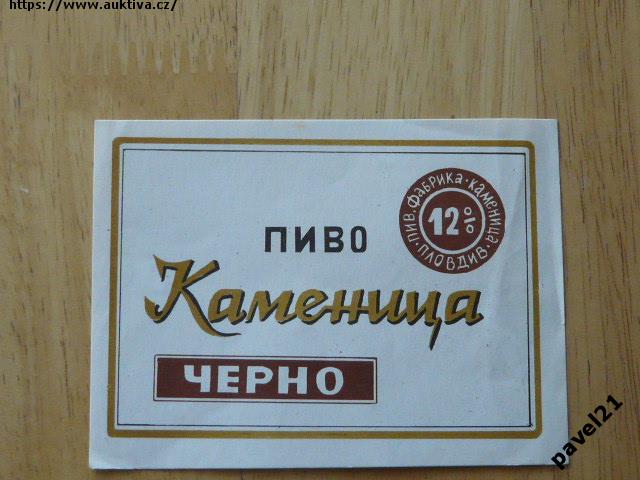 https://www.auktiva.cz/
ПИВО
Каменица
ЧЕРНО
ПИВ. ФАБРИКА · КАМЕНИЦА · ПЛОВДИВ ·
12%
pavel21